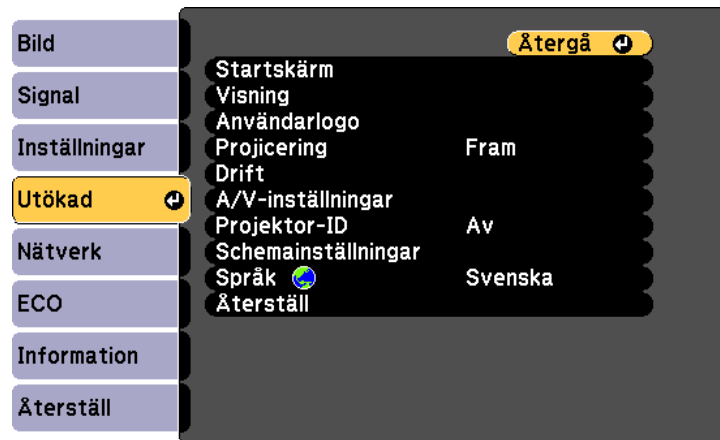 Bild
Signal
Inställningar
Utökad
Nätverk
ECO
Information
Återställ
Återgå
Startskärm
Visning
Användarlogo
Projicering Fram
Drift
A/V-inställningar
Projektor-ID Av
Schemainställningar
Språk Svenska
Återställ